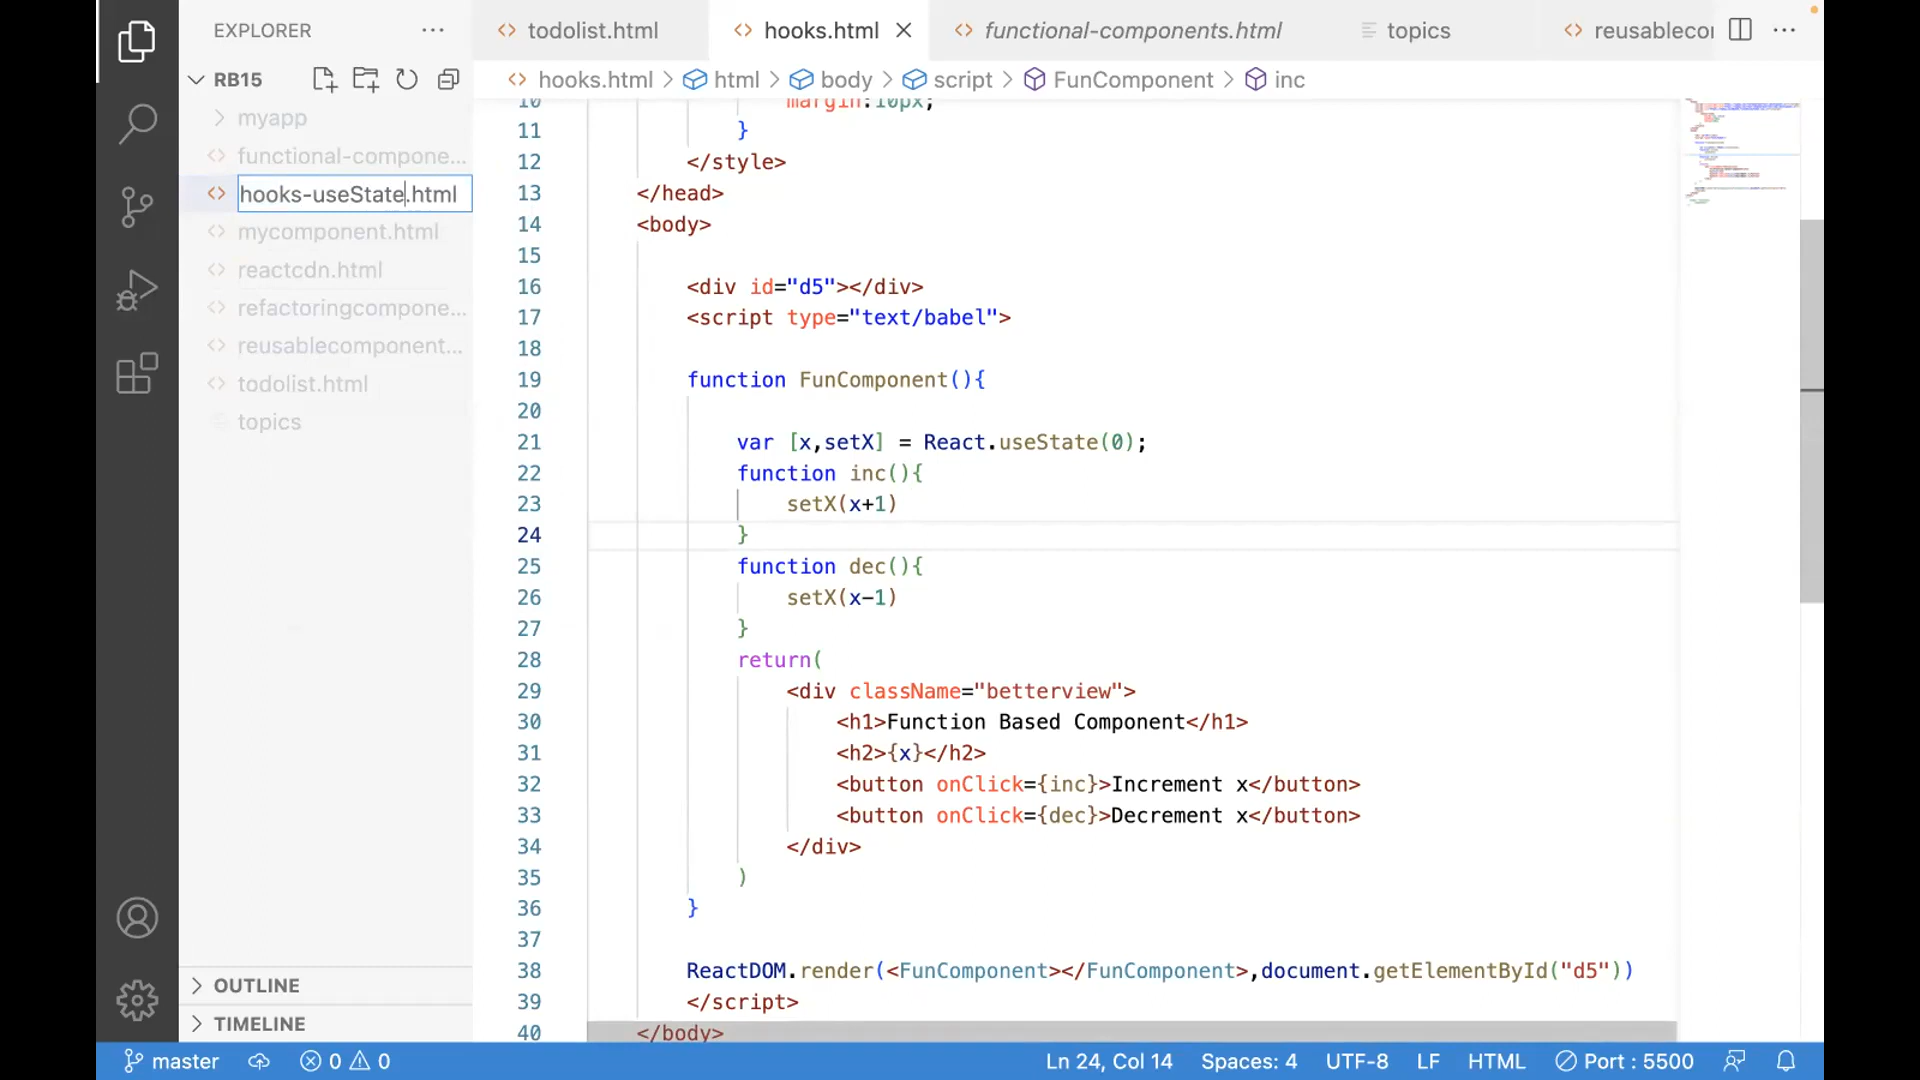 EXPLORER
RB15
myapp
functional-compone...
hooks-useState.html
mycomponent.html
reactcdn.html
refactoringcompone...
reusablecomponent...
todolist.html
topics
OUTLINE
TIMELINE
todolist.html
hooks.html
functional-components.html
topics
reusablecor
hooks.html > html > body > script > FunComponent > inc
10 margin:10px;
11 }
12 </style>
13 </head>
14 <body>
15
16 <div id="d5"></div>
17 <script type="text/babel">
18
19 function FunComponent(){
20
21 var [x,setX] = React.useState(0);
22 function inc(){
23 setX(x+1)
24 }
25 function dec(){
26 setX(x-1)
27 }
28 return(
29 <div className="betterview">
30 <h1>Function Based Component</h1>
31 <h2>{x}</h2>
32 <button onClick={inc}>Increment x</button>
33 <button onClick={dec}>Decrement x</button>
34 </div>
35 )
36 }
37
38 ReactDOM.render(<FunComponent></FunComponent>,document.getElementById("d5"))
39 </script>
40 </body>
master 0 0 Ln 24, Col 14 Spaces: 4 UTF-8 LF HTML Port : 5500